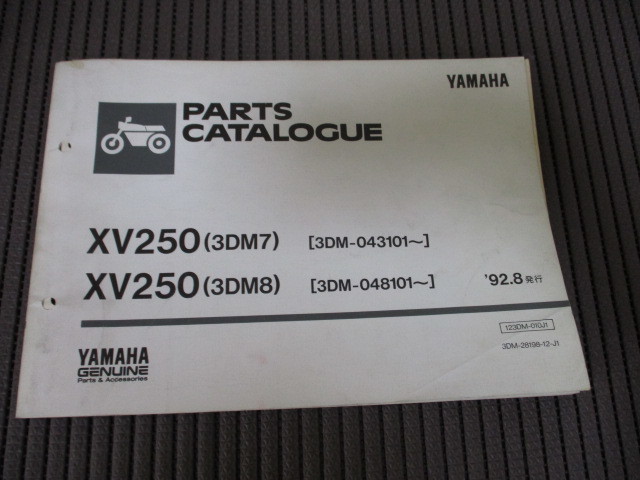 YAMAHA
PARTS
CATALOGUE
XV250 (3DM7) [3DM-043101~]
XV250 (3DM8) [3DM-048101~] '92.8 発行
123DM-010J1
3DM-28198-12-J1
YAMAHA
GENUINE
Parts & Accessories